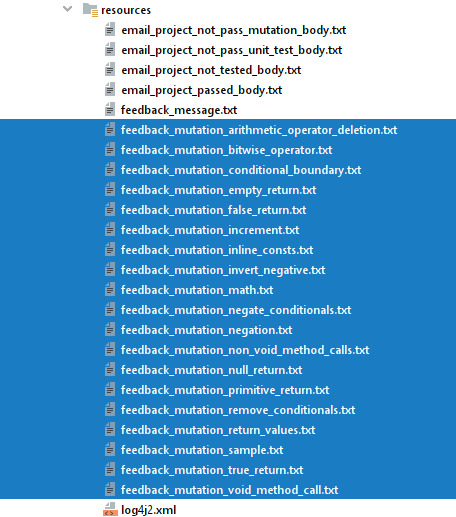 resources
email_project_not_pass_mutation_body.txt
email_project_not_pass_unit_test_body.txt
email_project_not_tested_body.txt
email_project_passed_body.txt
feedback_message.txt
feedback_mutation_arithmetic_operator_deletion.txt
feedback_mutation_bitwise_operator.txt
feedback_mutation_conditional_boundary.txt
feedback_mutation_empty_return.txt
feedback_mutation_false_return.txt
feedback_mutation_increment.txt
feedback_mutation_inline_consts.txt
feedback_mutation_invert_negative.txt
feedback_mutation_math.txt
feedback_mutation_negate_conditionals.txt
feedback_mutation_negation.txt
feedback_mutation_non_void_method_calls.txt
feedback_mutation_null_return.txt
feedback_mutation_primitive_return.txt
feedback_mutation_remove_conditionals.txt
feedback_mutation_return_values.txt
feedback_mutation_sample.txt
feedback_mutation_true_return.txt
feedback_mutation_void_method_call.txt
log4j2.xml